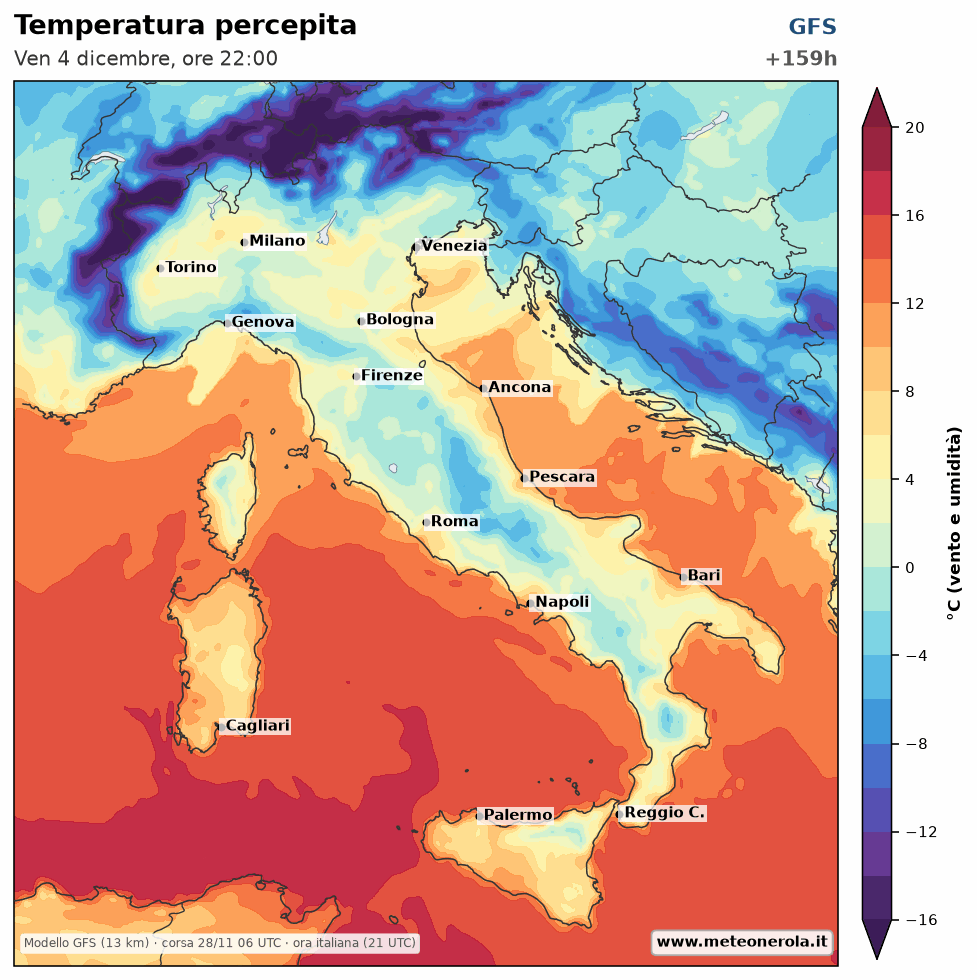 Temperatura percepita
GFS
Ven 4 dicembre, ore 22:00
+159h
Milano
Venezia
Torino
Genova
Bologna
Firenze
Ancona
Pescara
Roma
Bari
Napoli
Cagliari
Palermo
Reggio C.
20
16
12
8
4
0
−4
−8
−12
−16
°C (vento e umidità)
Modello GFS (13 km) · corsa 28/11 06 UTC · ora italiana (21 UTC)
www.meteonerola.it